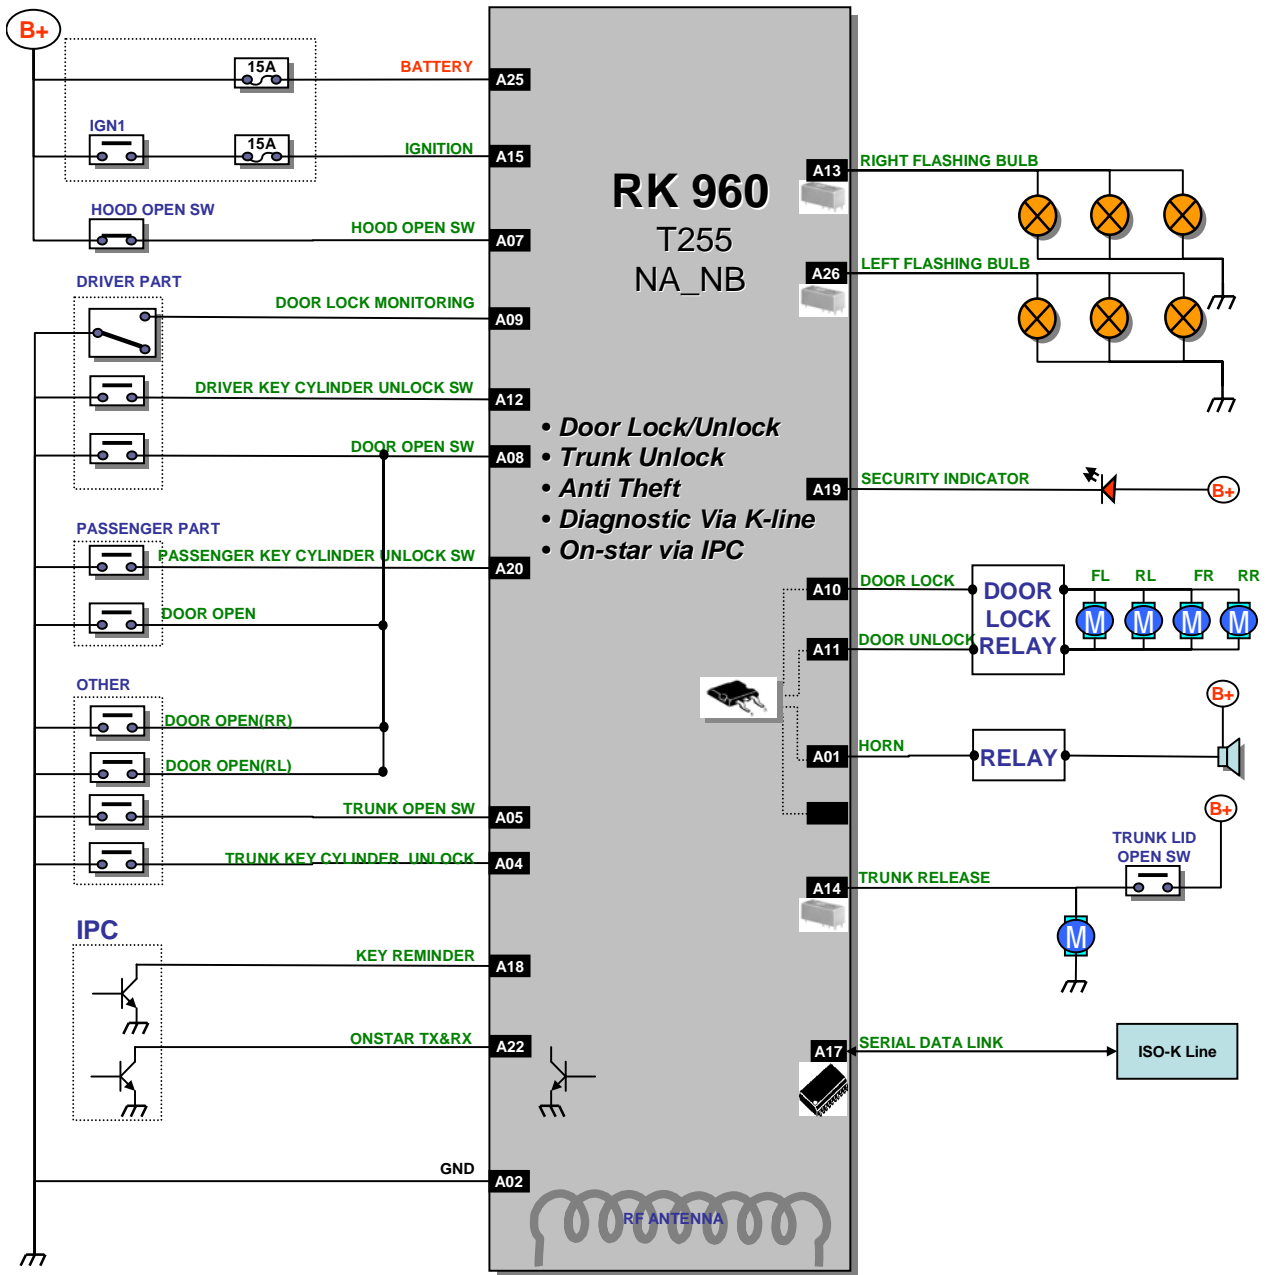 B+
15A
BATTERY
A25
IGN1
15A
IGNITION
A15
HOOD OPEN SW
HOOD OPEN SW
A07
DRIVER PART
DOOR LOCK MONITORING
A09
DRIVER KEY CYLINDER UNLOCK SW
A12
DOOR OPEN SW
A08
PASSENGER PART
PASSENGER KEY CYLINDER UNLOCK SW
A20
DOOR OPEN
OTHER
DOOR OPEN(RR)
DOOR OPEN(RL)
TRUNK OPEN SW
A05
TRUNK KEY CYLINDER UNLOCK
A04
IPC
KEY REMINDER
A18
ONSTAR TX&RX
A22
GND
A02
RK 960
T255
NA_NB
• Door Lock/Unlock
• Trunk Unlock
• Anti Theft
• Diagnostic Via K-line
• On-star via IPC
RF ANTENNA
A13
RIGHT FLASHING BULB
A26
LEFT FLASHING BULB
A19
SECURITY INDICATOR
B+
A10
DOOR LOCK
A11
DOOR UNLOCK
DOOR
LOCK
RELAY
FL RL FR RR
M M M M
B+
A01
HORN
RELAY
B+
TRUNK LID
OPEN SW
A14
TRUNK RELEASE
M
A17
SERIAL DATA LINK
ISO-K Line